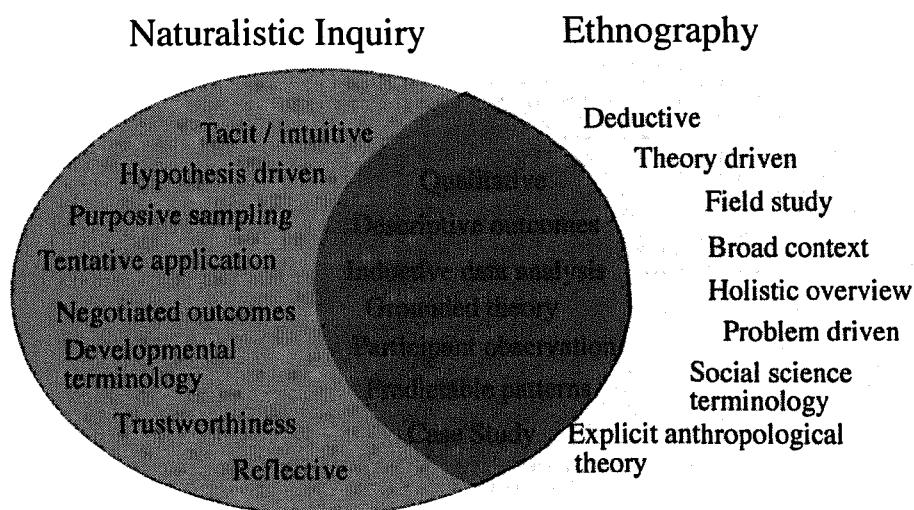 Naturalistic Inquiry
Ethnography
Tacit / intuitive
Hypothesis driven
Purposive sampling
Tentative application
Negotiated outcomes
Developmental
terminology
Trustworthiness
Reflective
Qualitative
Descriptive outcomes
Inductive data analysis
Grounded theory
Participant observation
Predictable patterns
Case Study
Deductive
Theory driven
Field study
Broad context
Holistic overview
Problem driven
Social science
terminology
Explicit anthropological
theory